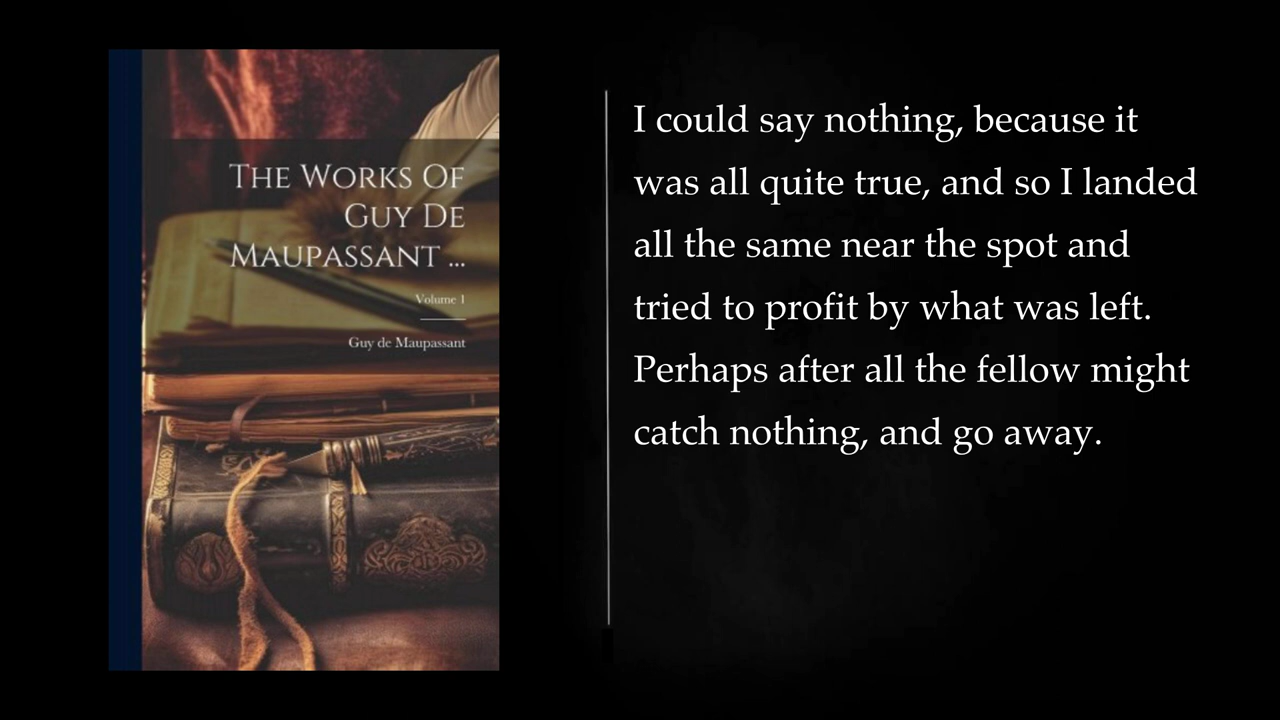 The Works Of
Guy De
Maupassant ...
Volume 1
Guy de Maupassant
I could say nothing, because it
was all quite true, and so I landed
all the same near the spot and
tried to profit by what was left.
Perhaps after all the fellow might
catch nothing, and go away.